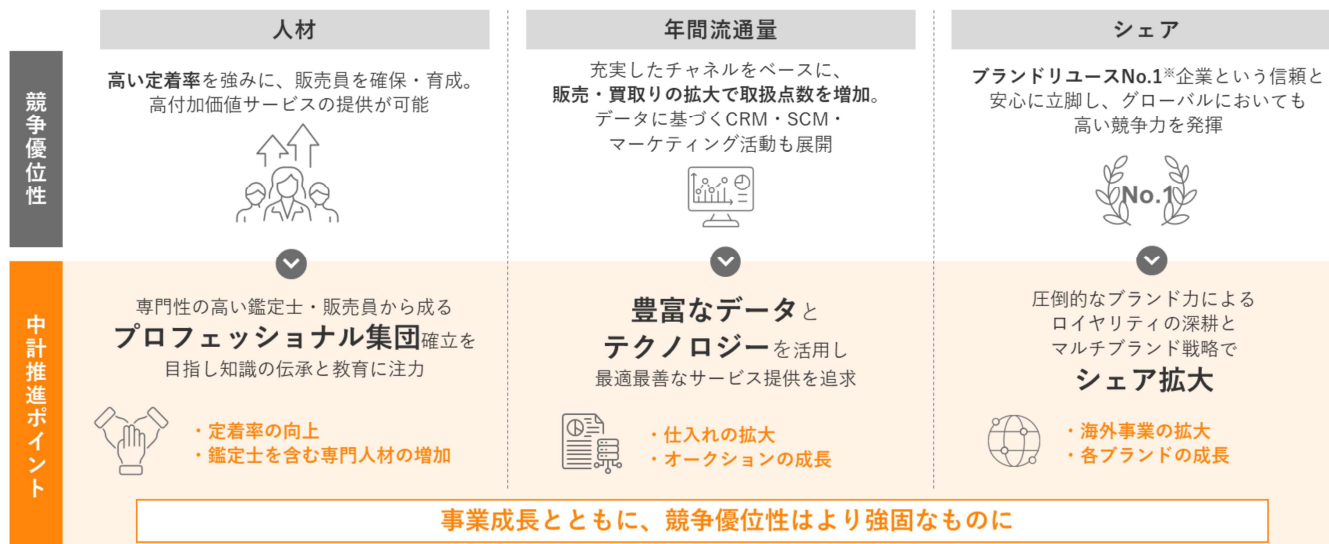 人材
年間流通量
シェア
競争優位性
高い定着率を強みに、販売員を確保・育成。
高付加価値サービスの提供が可能
充実したチャネルをベースに、
販売・買取りの拡大で取扱点数を増加。
データに基づくCRM・SCM・
マーケティング活動も展開
ブランドリユースNo.1※企業という信頼と
安心に立脚し、グローバルにおいても
高い競争力を発揮
No.1
中計推進ポイント
専門性の高い鑑定士・販売員から成る
プロフェッショナル集団確立を
目指し知識の伝承と教育に注力
・定着率の向上
・鑑定士を含む専門人材の増加
豊富なデータと
テクノロジーを活用し
最適最善なサービス提供を追求
・仕入れの拡大
・オークションの成長
圧倒的なブランド力による
ロイヤリティの深耕と
マルチブランド戦略で
シェア拡大
・海外事業の拡大
・各ブランドの成長
事業成長とともに、競争優位性はより強固なものに